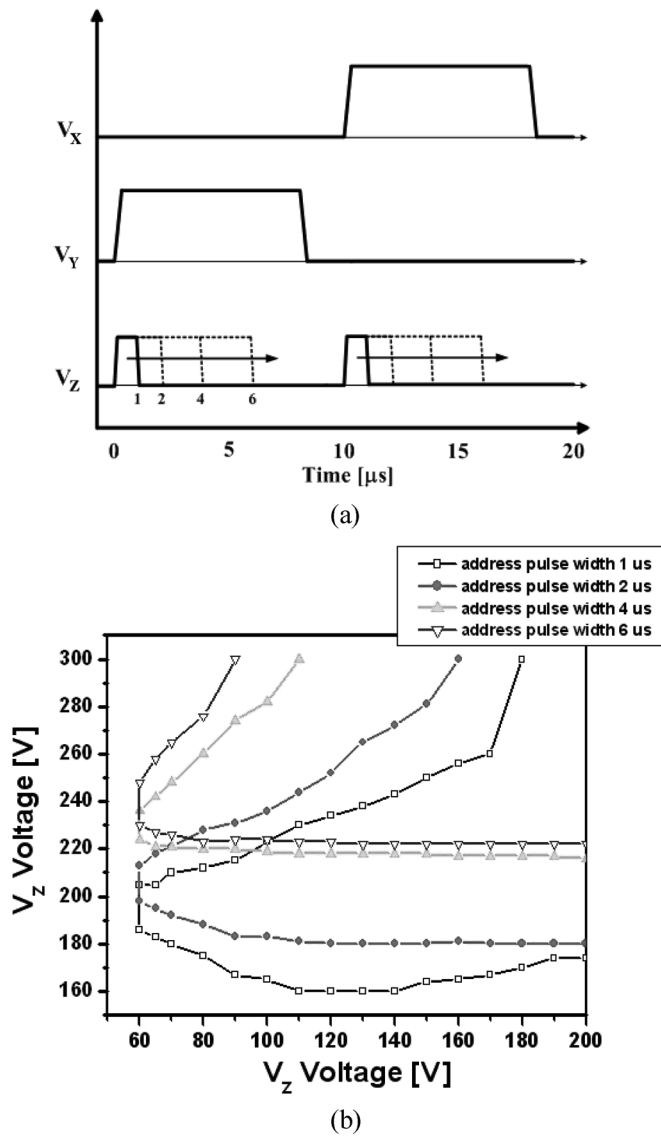 V_X
V_Y
V_Z
1 2 4 6
0 5 10 15 20
Time [μs]
(a)
address pulse width 1 us
address pulse width 2 us
address pulse width 4 us
address pulse width 6 us
300
280
260
240
220
200
180
160
V_Z Voltage [V]
60 80 100 120 140 160 180 200
V_Z Voltage [V]
(b)